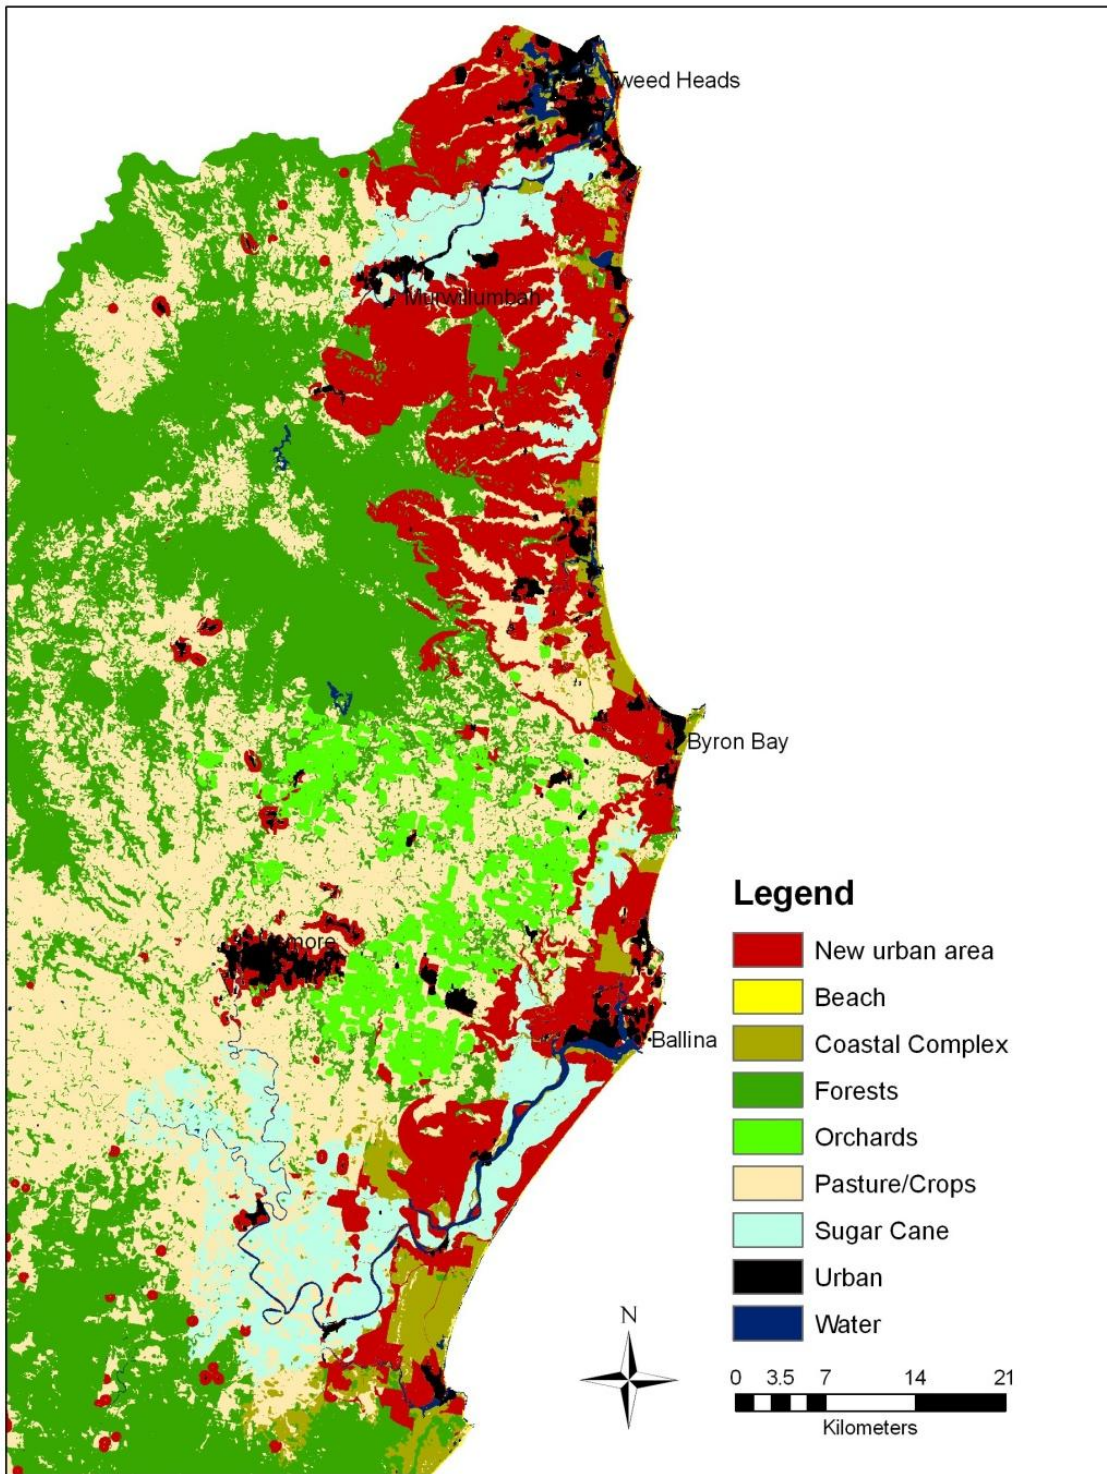 Tweed Heads
Murwillumbah
Byron Bay
Ballina
Legend
New urban area
Beach
Coastal Complex
Forests
Orchards
Pasture/Crops
Sugar Cane
Urban
Water
N
0 3.5 7 14 21
Kilometers